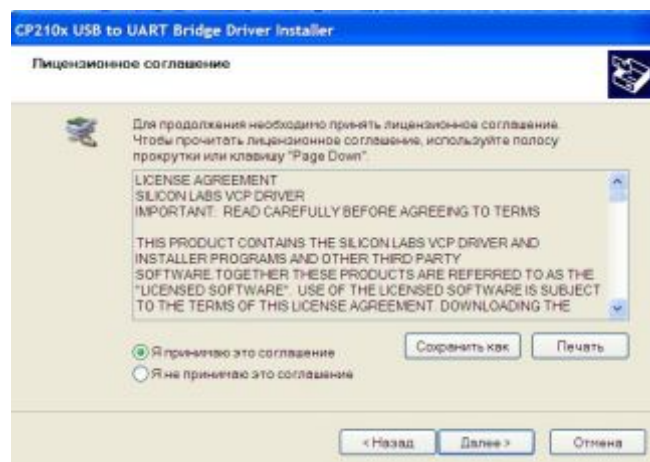 CP210x USB to UART Bridge Driver Installer
Лицензионное соглашение
Для продолжения необходимо принять лицензионное соглашение.
Чтобы прочитать лицензионное соглашение, используйте полосу
прокрутки или клавишу "Page Down".
LICENSE AGREEMENT
SILICON LABS VCP DRIVER
IMPORTANT: READ CAREFULLY BEFORE AGREEING TO TERMS
THIS PRODUCT CONTAINS THE SILICON LABS VCP DRIVER AND
INSTALLER PROGRAMS AND OTHER THIRD PARTY
SOFTWARE. TOGETHER THESE PRODUCTS ARE REFERRED TO AS THE
"LICENSED SOFTWARE". USE OF THE LICENSED SOFTWARE IS SUBJECT
TO THE TERMS OF THIS LICENSE AGREEMENT. DOWNLOADING THE
Я принимаю это соглашение
Сохранить как
Печать
Я не принимаю это соглашение
< Назад
Далее >
Отмена